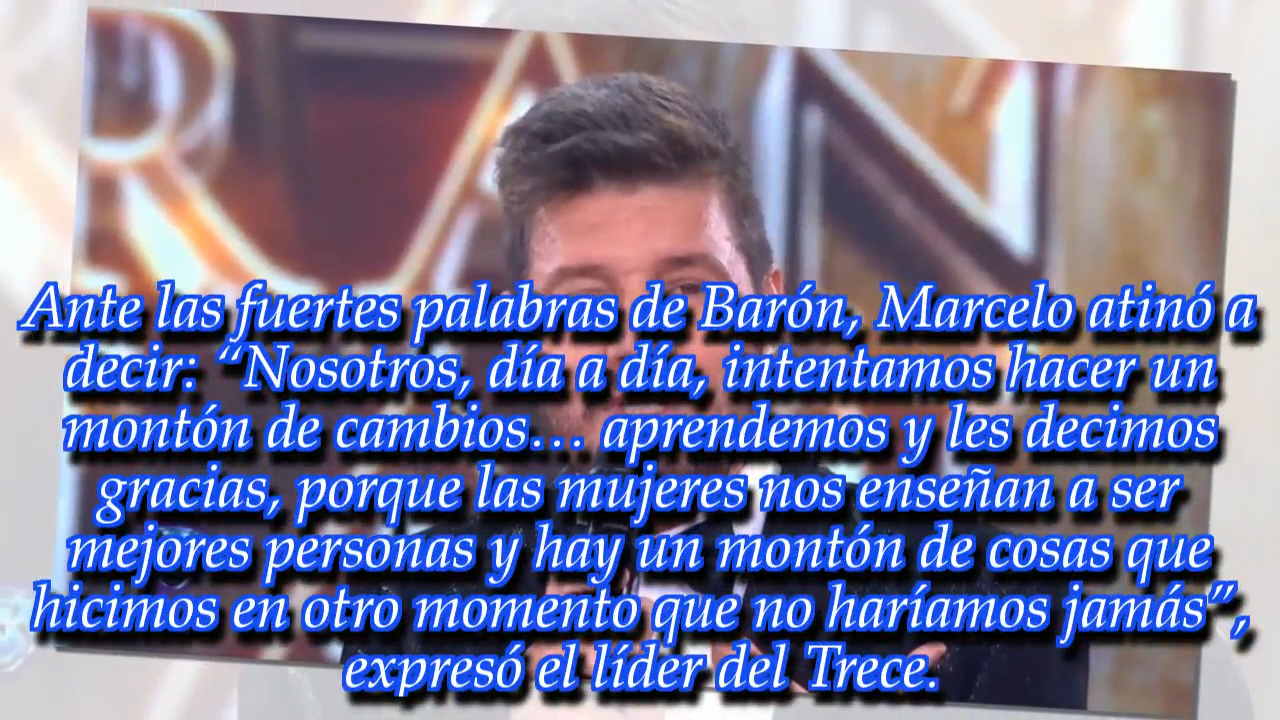 RAN
Ante las fuertes palabras de Barón, Marcelo atinó a
decir: “Nosotros, día a día, intentamos hacer un
montón de cambios… aprendemos y les decimos
gracias, porque las mujeres nos enseñan a ser
mejores personas y hay un montón de cosas que
hicimos en otro momento que no haríamos jamás”,
expresó el líder del Trece.